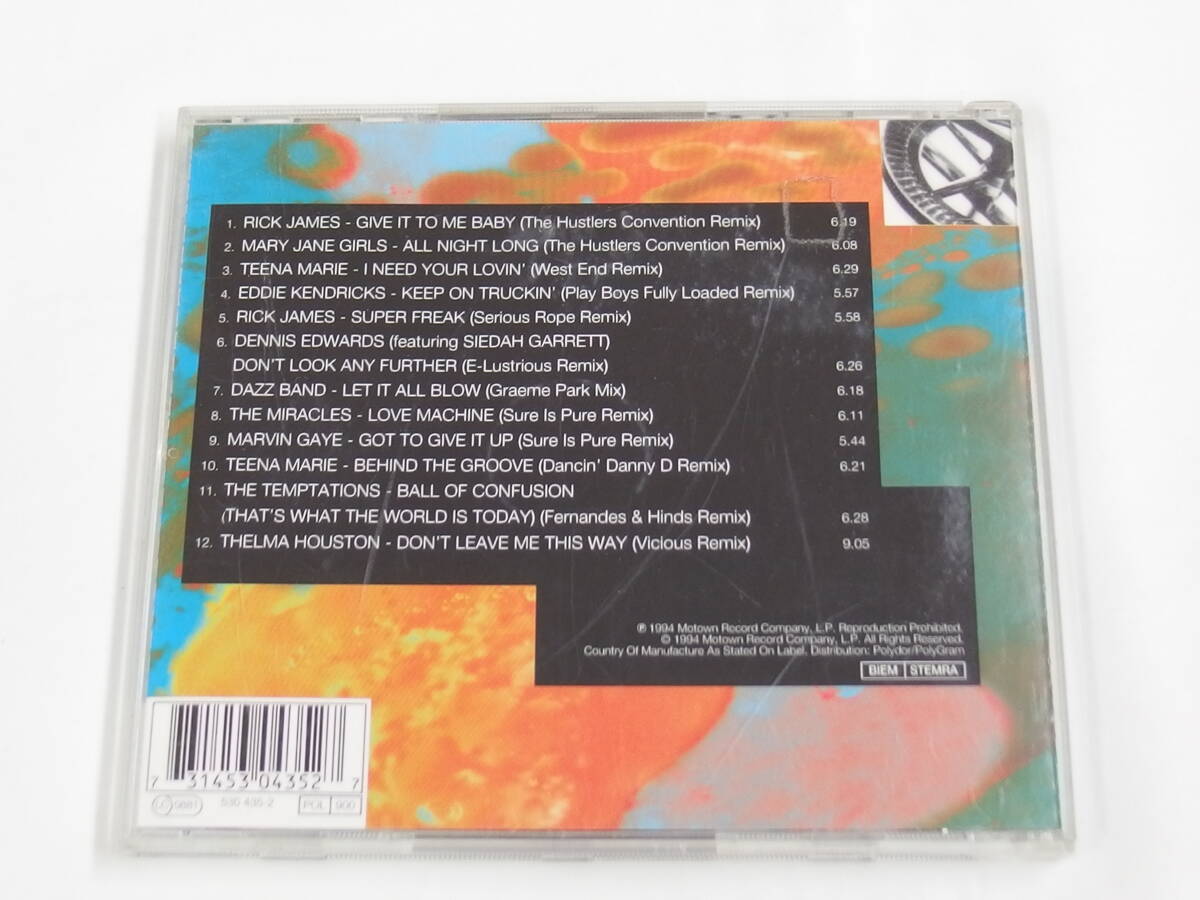 1. RICK JAMES - GIVE IT TO ME BABY (The Hustlers Convention Remix) 6.19
2. MARY JANE GIRLS - ALL NIGHT LONG (The Hustlers Convention Remix) 6.08
3. TEENA MARIE - I NEED YOUR LOVIN' (West End Remix) 6.29
4. EDDIE KENDRICKS - KEEP ON TRUCKIN' (Play Boys Fully Loaded Remix) 5.57
5. RICK JAMES - SUPER FREAK (Serious Rope Remix) 5.58
6. DENNIS EDWARDS (featuring SIEDAH GARRETT)
DON'T LOOK ANY FURTHER (E-Lustrious Remix) 6.26
7. DAZZ BAND - LET IT ALL BLOW (Graeme Park Mix) 6.18
8. THE MIRACLES - LOVE MACHINE (Sure Is Pure Remix) 6.11
9. MARVIN GAYE - GOT TO GIVE IT UP (Sure Is Pure Remix) 5.44
10. TEENA MARIE - BEHIND THE GROOVE (Dancin' Danny D Remix) 6.21
11. THE TEMPTATIONS - BALL OF CONFUSION
(THAT'S WHAT THE WORLD IS TODAY) (Fernandes & Hinds Remix) 6.28
12. THELMA HOUSTON - DON'T LEAVE ME THIS WAY (Vicious Remix) 9.05
℗ 1994 Motown Record Company, L.P. Reproduction Prohibited.
© 1994 Motown Record Company, L.P. All Rights Reserved.
Country Of Manufacture As Stated On Label. Distribution: Polydor/PolyGram
BIEM STEMRA
7 31453 04352 7
LC 9881 530 435-2 POL 900